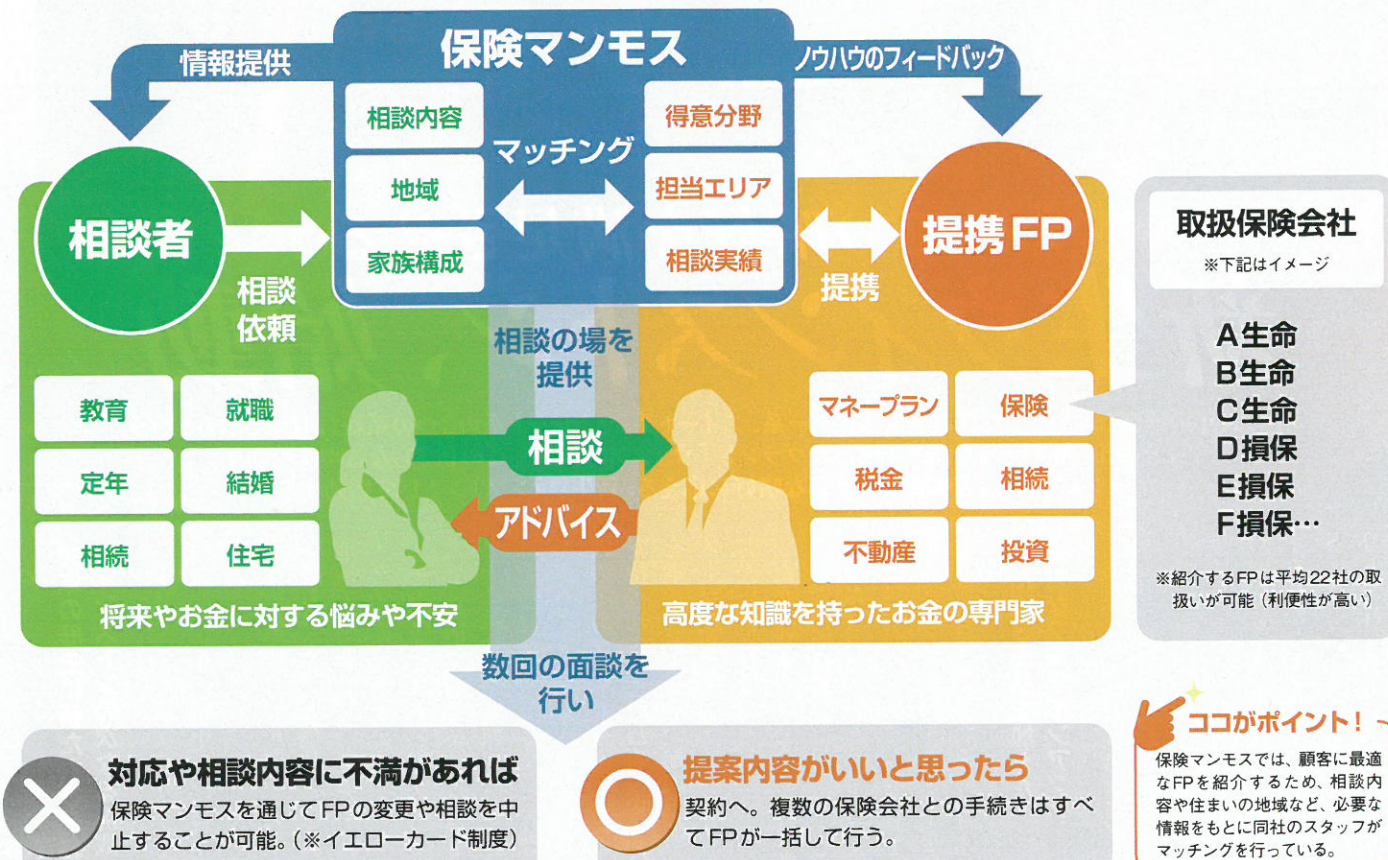 保険マンモス
情報提供
ノウハウのフィードバック
相談内容
地域
家族構成
マッチング
得意分野
担当エリア
相談実績
相談者
相談
依頼
提携
提携FP
相談の場を
提供
教育
就職
定年
結婚
相続
住宅
将来やお金に対する悩みや不安
相談
アドバイス
マネープラン
保険
税金
相続
不動産
投資
高度な知識を持ったお金の専門家
取扱保険会社
※下記はイメージ
A生命
B生命
C生命
D損保
E損保
F損保…
※紹介するFPは平均22社の取
扱いが可能（利便性が高い）
数回の面談を
行い
対応や相談内容に不満があれば
保険マンモスを通じてFPの変更や相談を中
止することが可能。（※イエローカード制度）
提案内容がいいと思ったら
契約へ。複数の保険会社との手続きはすべ
てFPが一括して行う。
ココがポイント！
保険マンモスでは、顧客に最適
なFPを紹介するため、相談内
容や住まいの地域など、必要な
情報をもとに同社のスタッフが
マッチングを行っている。